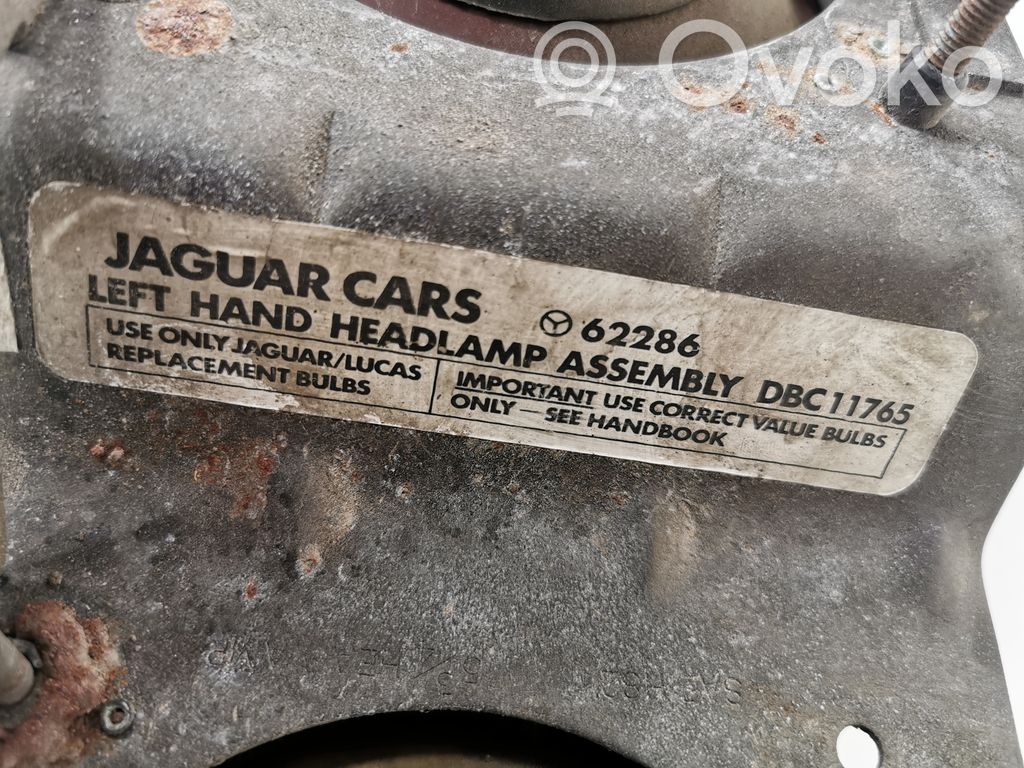 Ovoko
JAGUAR CARS 62286
LEFT HAND HEADLAMP ASSEMBLY DBC11765
USE ONLY JAGUAR/LUCAS
REPLACEMENT BULBS
IMPORTANT USE CORRECT VALUE BULBS
ONLY — SEE HANDBOOK